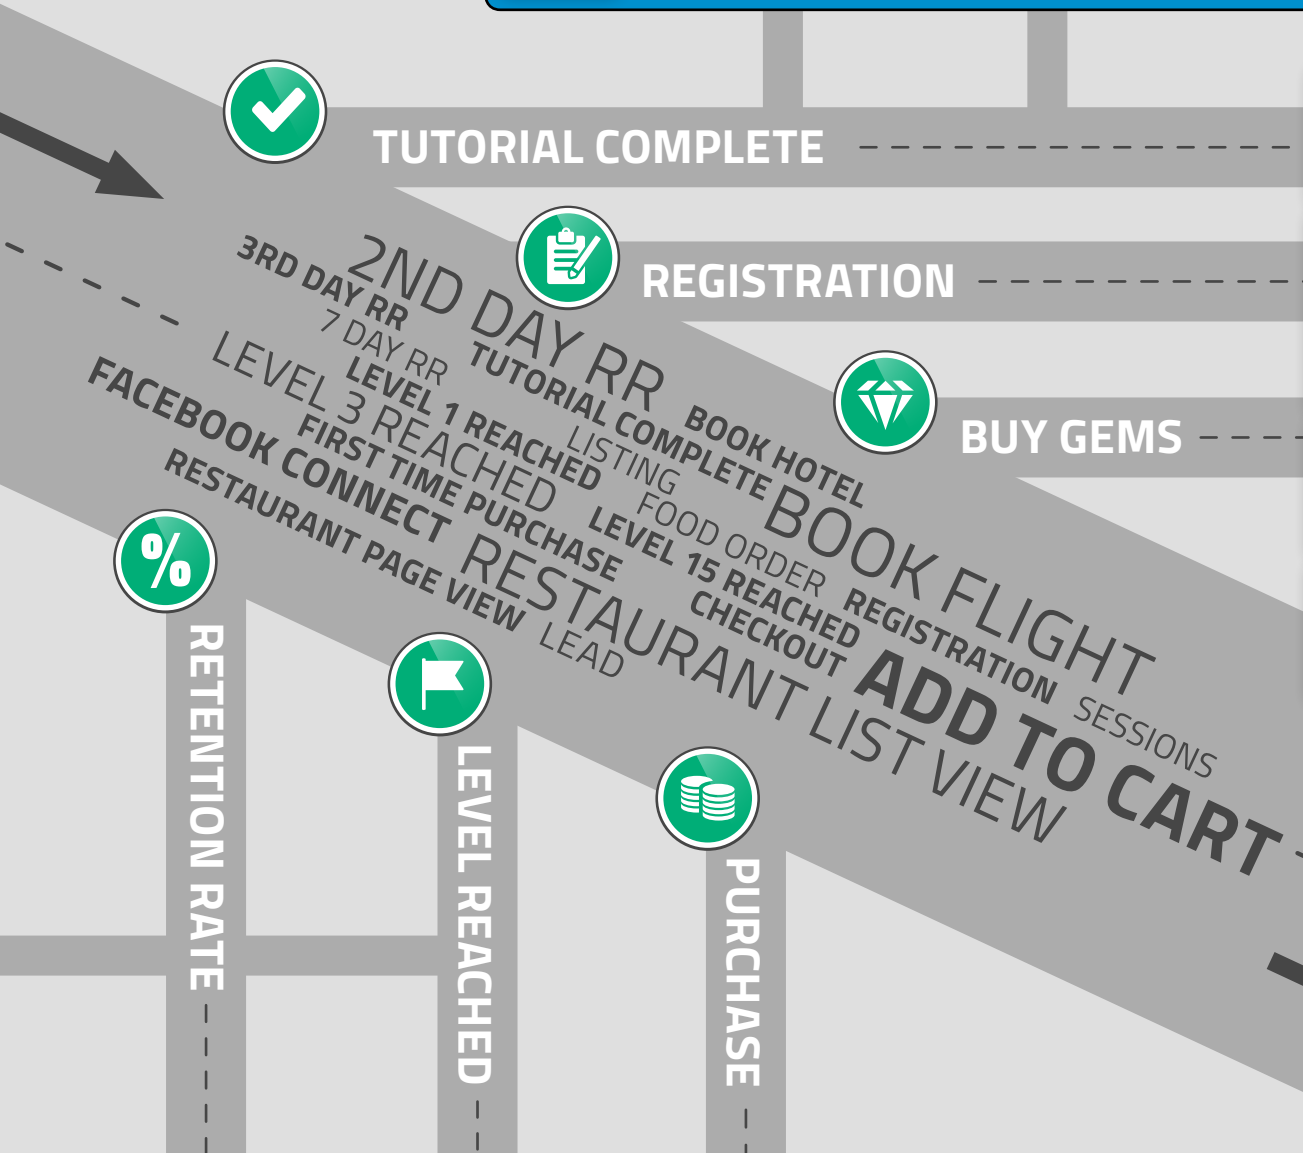 TUTORIAL COMPLETE
REGISTRATION
BUY GEMS
2ND DAY RR
3RD DAY RR
7 DAY RR
TUTORIAL COMPLETE
BOOK HOTEL
LEVEL 1 REACHED
LISTING
BOOK FLIGHT
LEVEL 3 REACHED
FOOD ORDER
FIRST TIME PURCHASE
LEVEL 15 REACHED
REGISTRATION
SESSIONS
FACEBOOK CONNECT
CHECKOUT
ADD TO CART
RESTAURANT PAGE VIEW
RESTAURANT LIST VIEW
LEAD
%
RETENTION RATE
LEVEL REACHED
PURCHASE